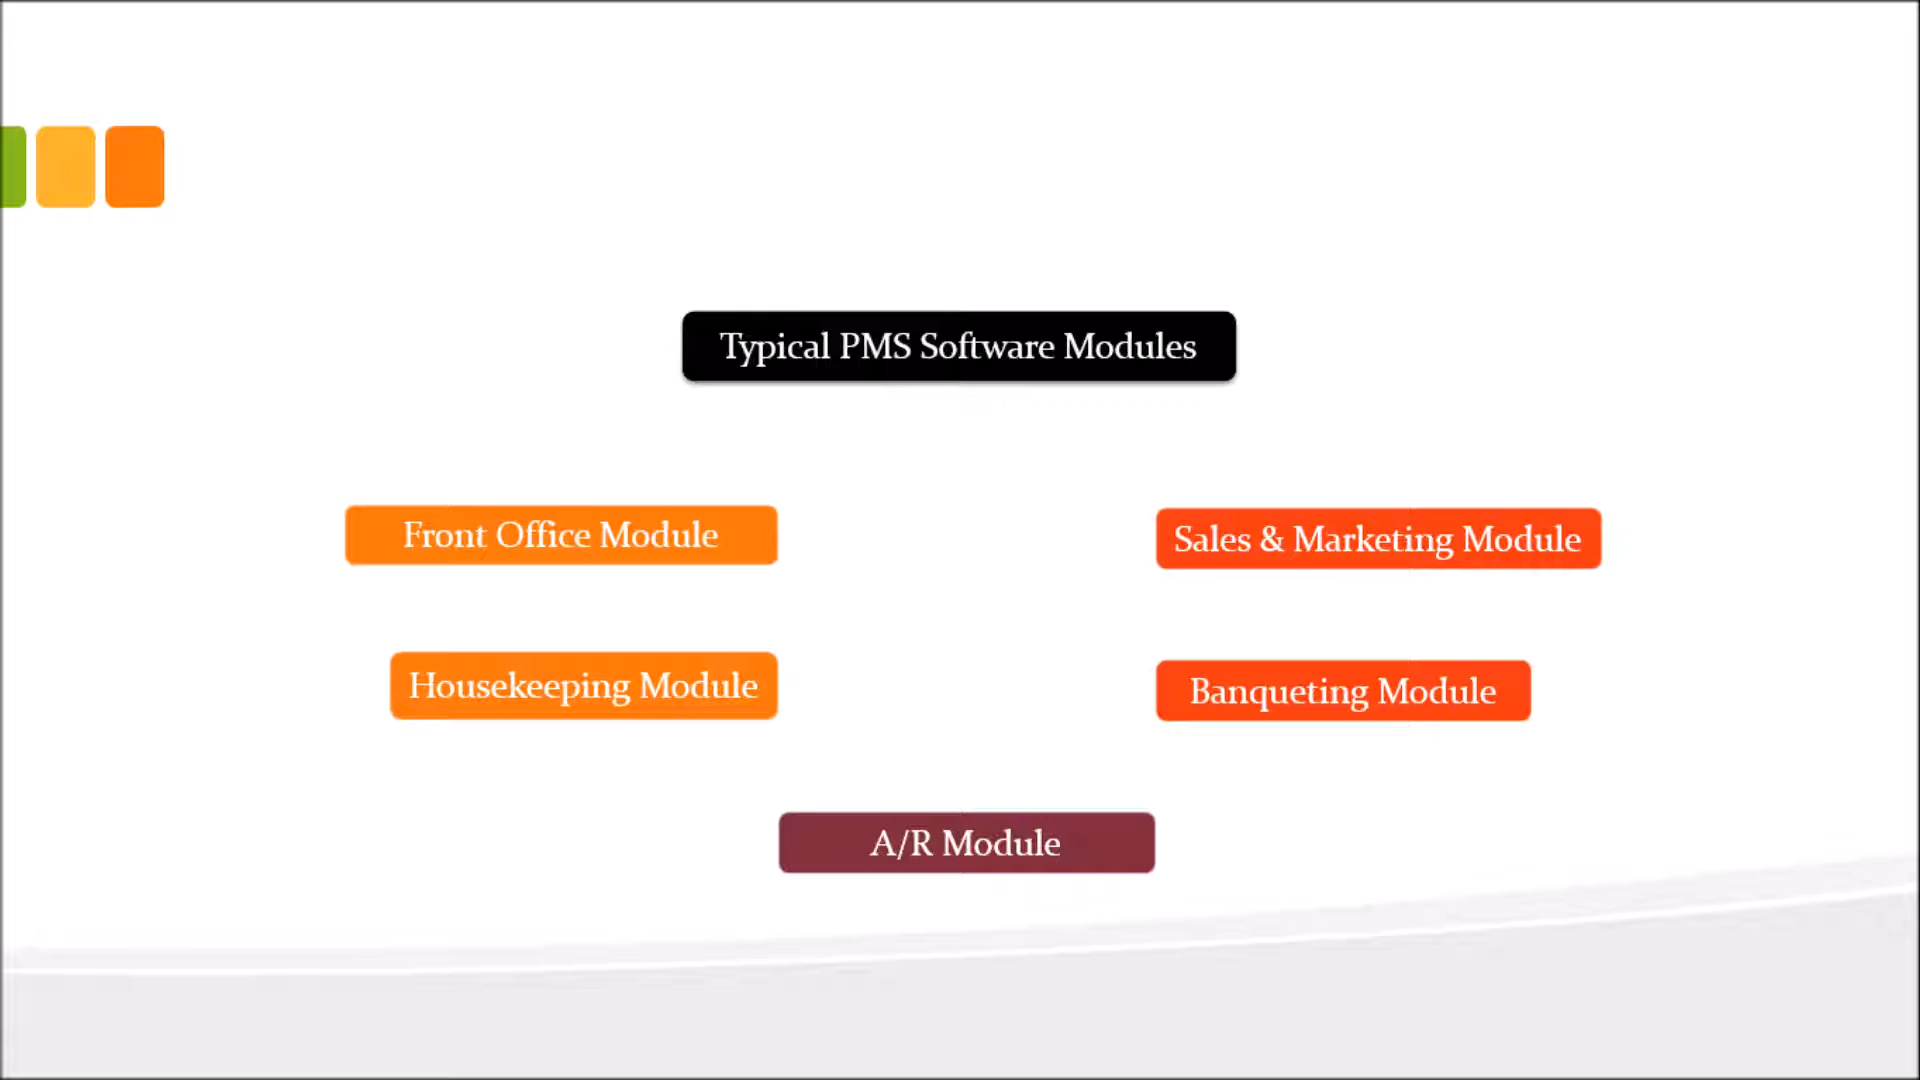 Typical PMS Software Modules
Front Office Module
Sales & Marketing Module
Housekeeping Module
Banqueting Module
A/R Module